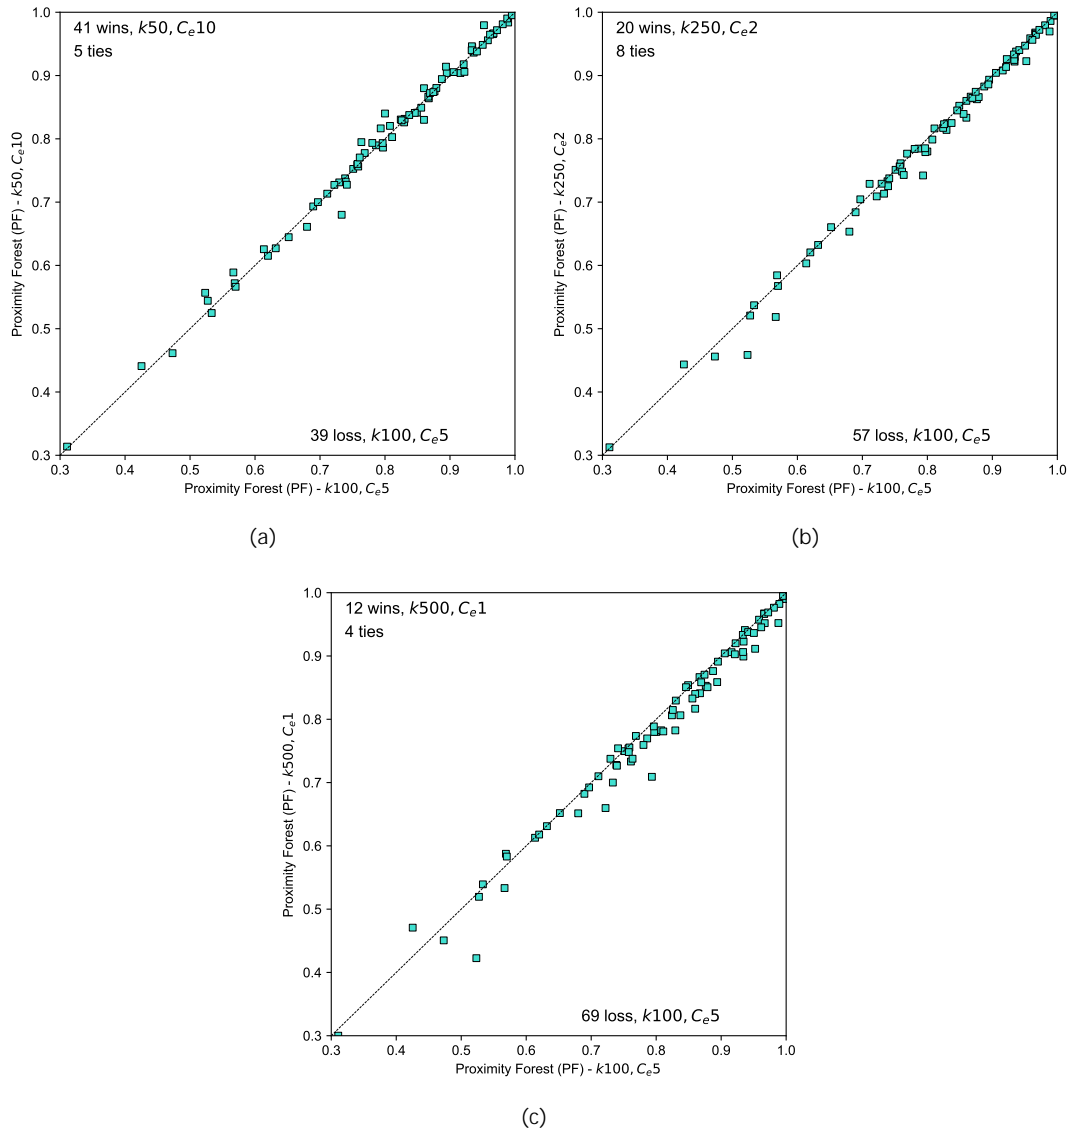 41 wins, k50, Ce10
5 ties
39 loss, k100, Ce5
1.0
0.9
0.8
0.7
0.6
0.5
0.4
0.3
0.3 0.4 0.5 0.6 0.7 0.8 0.9 1.0
Proximity Forest (PF) - k50, Ce10
Proximity Forest (PF) - k100, Ce5
(a)
20 wins, k250, Ce2
8 ties
57 loss, k100, Ce5
1.0
0.9
0.8
0.7
0.6
0.5
0.4
0.3
0.3 0.4 0.5 0.6 0.7 0.8 0.9 1.0
Proximity Forest (PF) - k250, Ce2
Proximity Forest (PF) - k100, Ce5
(b)
12 wins, k500, Ce1
4 ties
69 loss, k100, Ce5
1.0
0.9
0.8
0.7
0.6
0.5
0.4
0.3
0.3 0.4 0.5 0.6 0.7 0.8 0.9 1.0
Proximity Forest (PF) - k500, Ce1
Proximity Forest (PF) - k100, Ce5
(c)